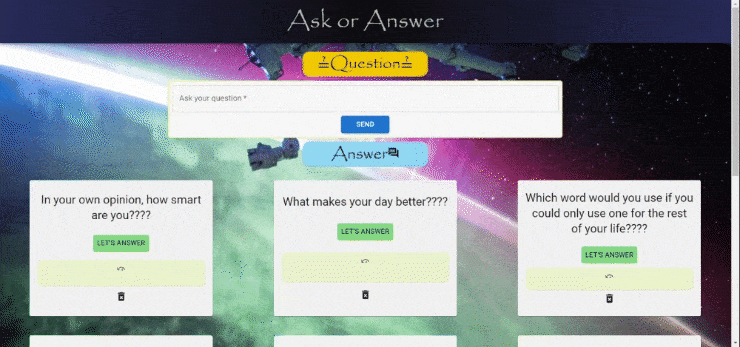 Ask or Answer
Question
Ask your question *
SEND
Answer
In your own opinion, how smart
are you????
LET'S ANSWER
What makes your day better????
LET'S ANSWER
Which word would you use if you
could only use one for the rest
of your life????
LET'S ANSWER